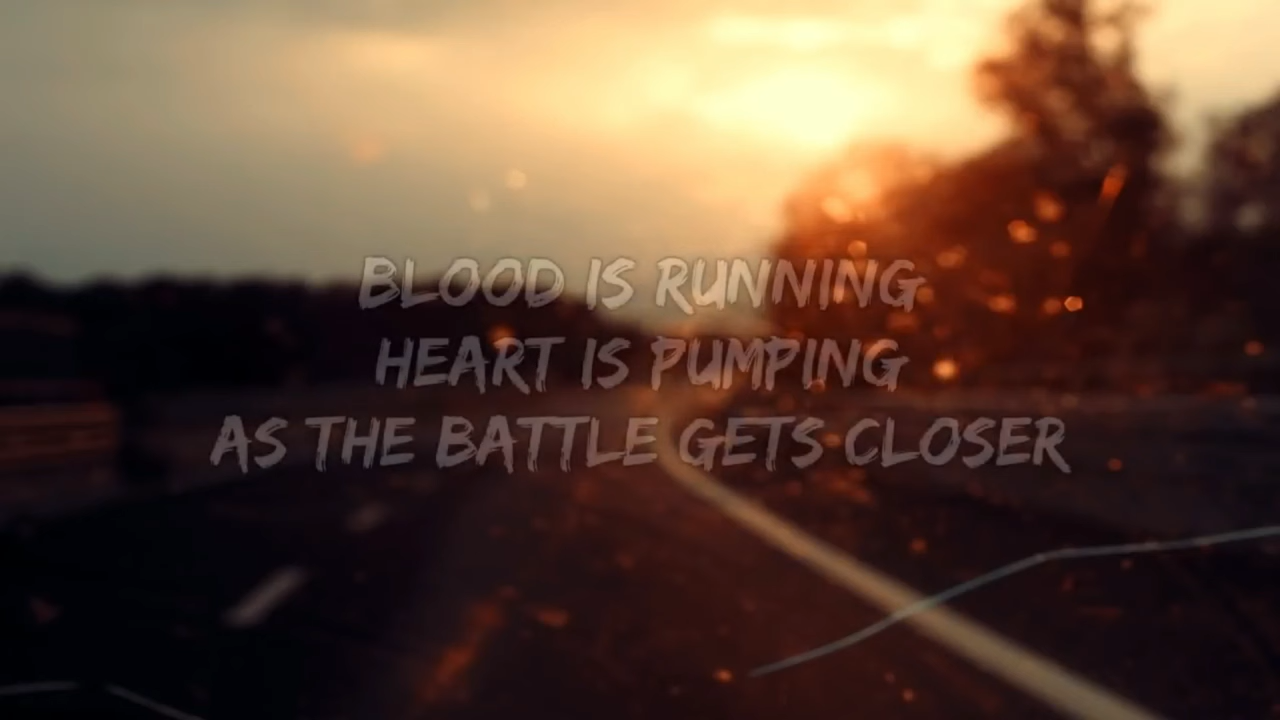 BLOOD IS RUNNING
HEART IS PUMPING
AS THE BATTLE GETS CLOSER